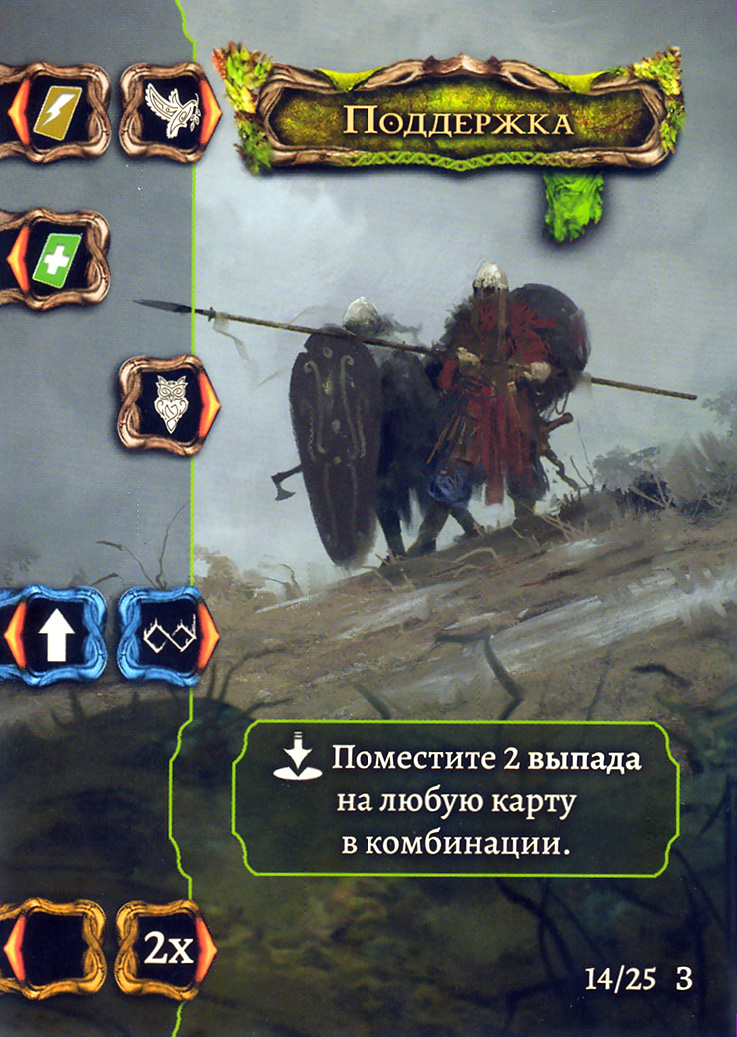 Поддержка
Поместите 2 выпада
на любую карту
в комбинации.
2x
14/25 3